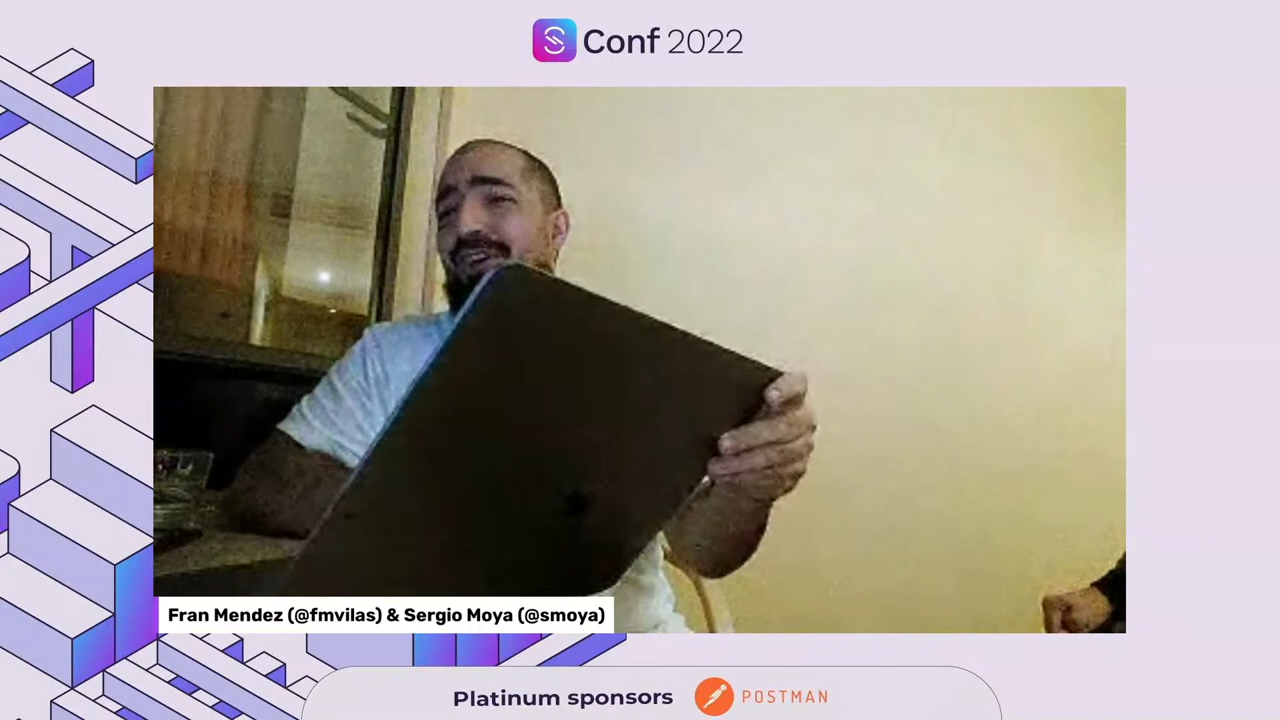 Conf 2022
Fran Mendez (@fmvilas) & Sergio Moya (@smoya)
Platinum sponsors POSTMAN